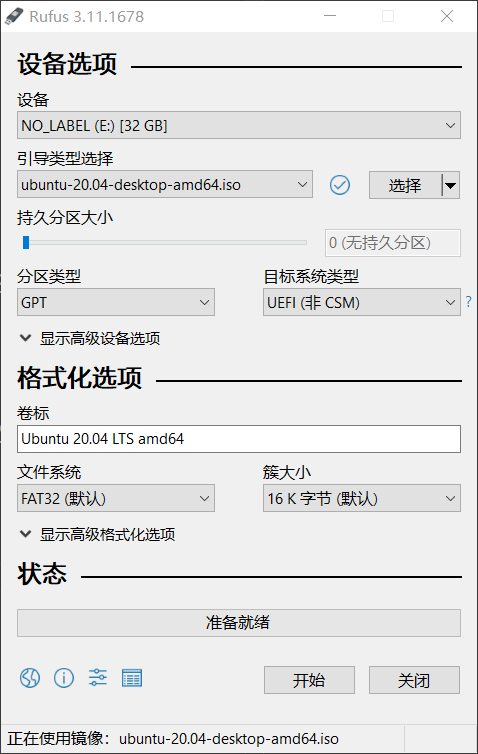 Rufus 3.11.1678
设备选项
设备
NO_LABEL (E:) [32 GB]
引导类型选择
ubuntu-20.04-desktop-amd64.iso
选择
持久分区大小
0 (无持久分区)
分区类型 目标系统类型
GPT UEFI (非 CSM) ?
显示高级设备选项
格式化选项
卷标
Ubuntu 20.04 LTS amd64
文件系统 簇大小
FAT32 (默认) 16 K 字节 (默认)
显示高级格式化选项
状态
准备就绪
开始 关闭
正在使用镜像：ubuntu-20.04-desktop-amd64.iso